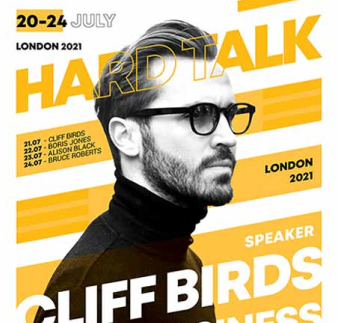 20-24 JULY
LONDON 2021
HARD TALK
21.07 - CLIFF BIRDS
22.07 - BORIS JONES
23.07 - ALISON BLACK
24.07 - BRUCE ROBERTS
LONDON
2021
SPEAKER
CLIFF BIRDS